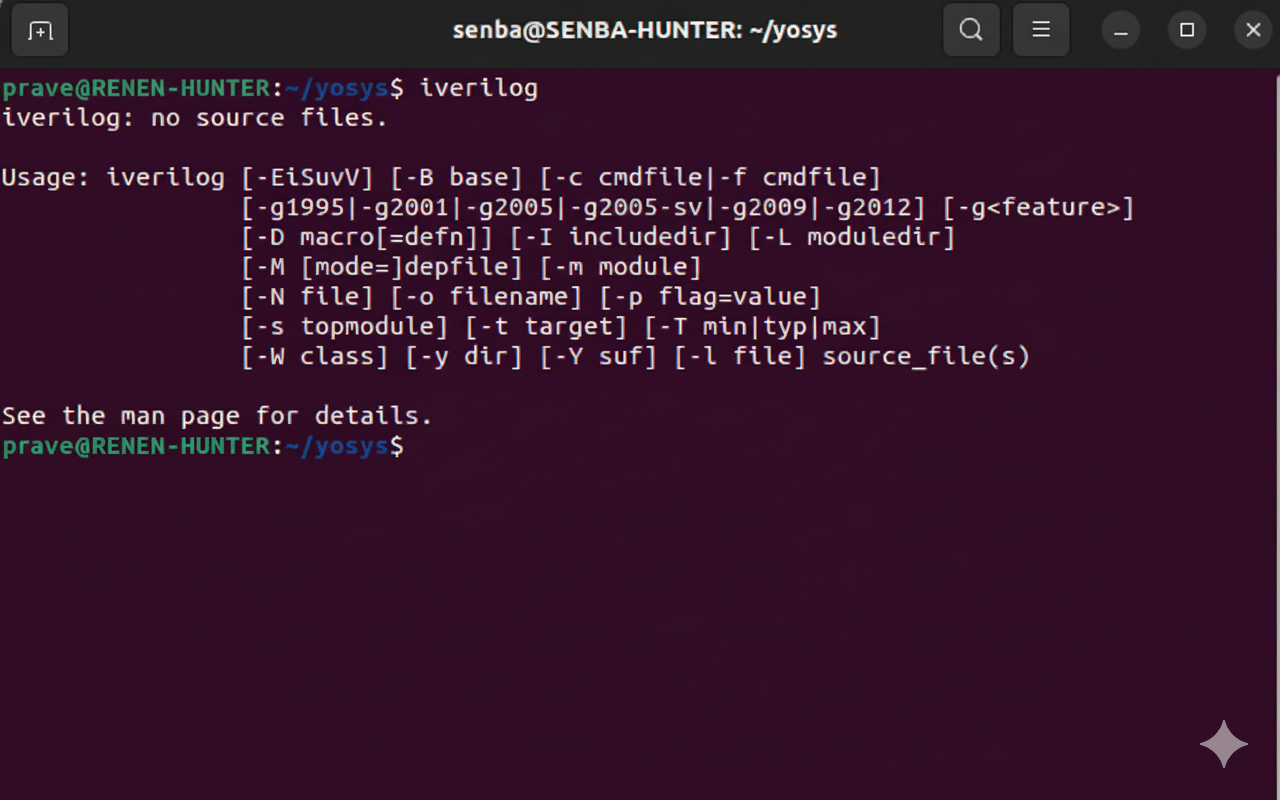 senba@SENBA-HUNTER: ~/yosys
prave@RENEN-HUNTER:~/yosys$ iverilog
iverilog: no source files.

Usage: iverilog [-EiSuvV] [-B base] [-c cmdfile|-f cmdfile]
                [-g1995|-g2001|-g2005|-g2005-sv|-g2009|-g2012] [-g<feature>]
                [-D macro[=defn]] [-I includedir] [-L moduledir]
                [-M [mode=]depfile] [-m module]
                [-N file] [-o filename] [-p flag=value]
                [-s topmodule] [-t target] [-T min|typ|max]
                [-W class] [-y dir] [-Y suf] [-l file] source_file(s)

See the man page for details.
prave@RENEN-HUNTER:~/yosys$